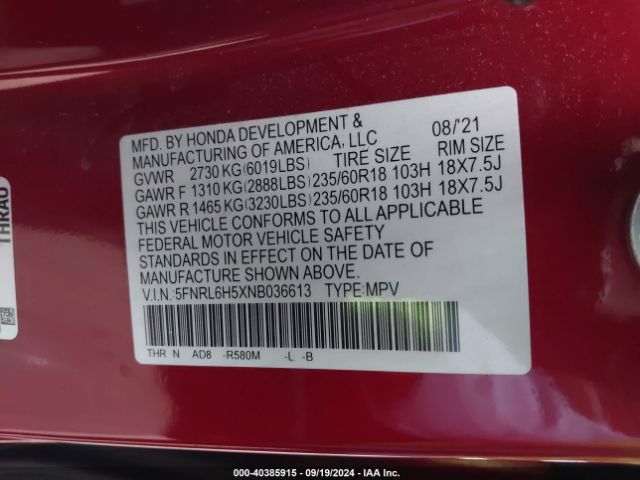 MFD. BY HONDA DEVELOPMENT & 08/'21
MANUFACTURING OF AMERICA, LLC
GVWR 2730 KG(6019LBS) TIRE SIZE RIM SIZE
GAWR F 1310 KG(2888LBS) 235/60R18 103H 18X7.5J
GAWR R 1465 KG(3230LBS) 235/60R18 103H 18X7.5J
THIS VEHICLE CONFORMS TO ALL APPLICABLE
FEDERAL MOTOR VEHICLE SAFETY
STANDARDS IN EFFECT ON THE DATE OF
MANUFACTURE SHOWN ABOVE.
V.I.N.:5FNRL6H5XNB036613 TYPE:MPV
THR N AD8 -R580M -L -B
THRAU
000-40385915 - 09/19/2024 - IAA Inc.